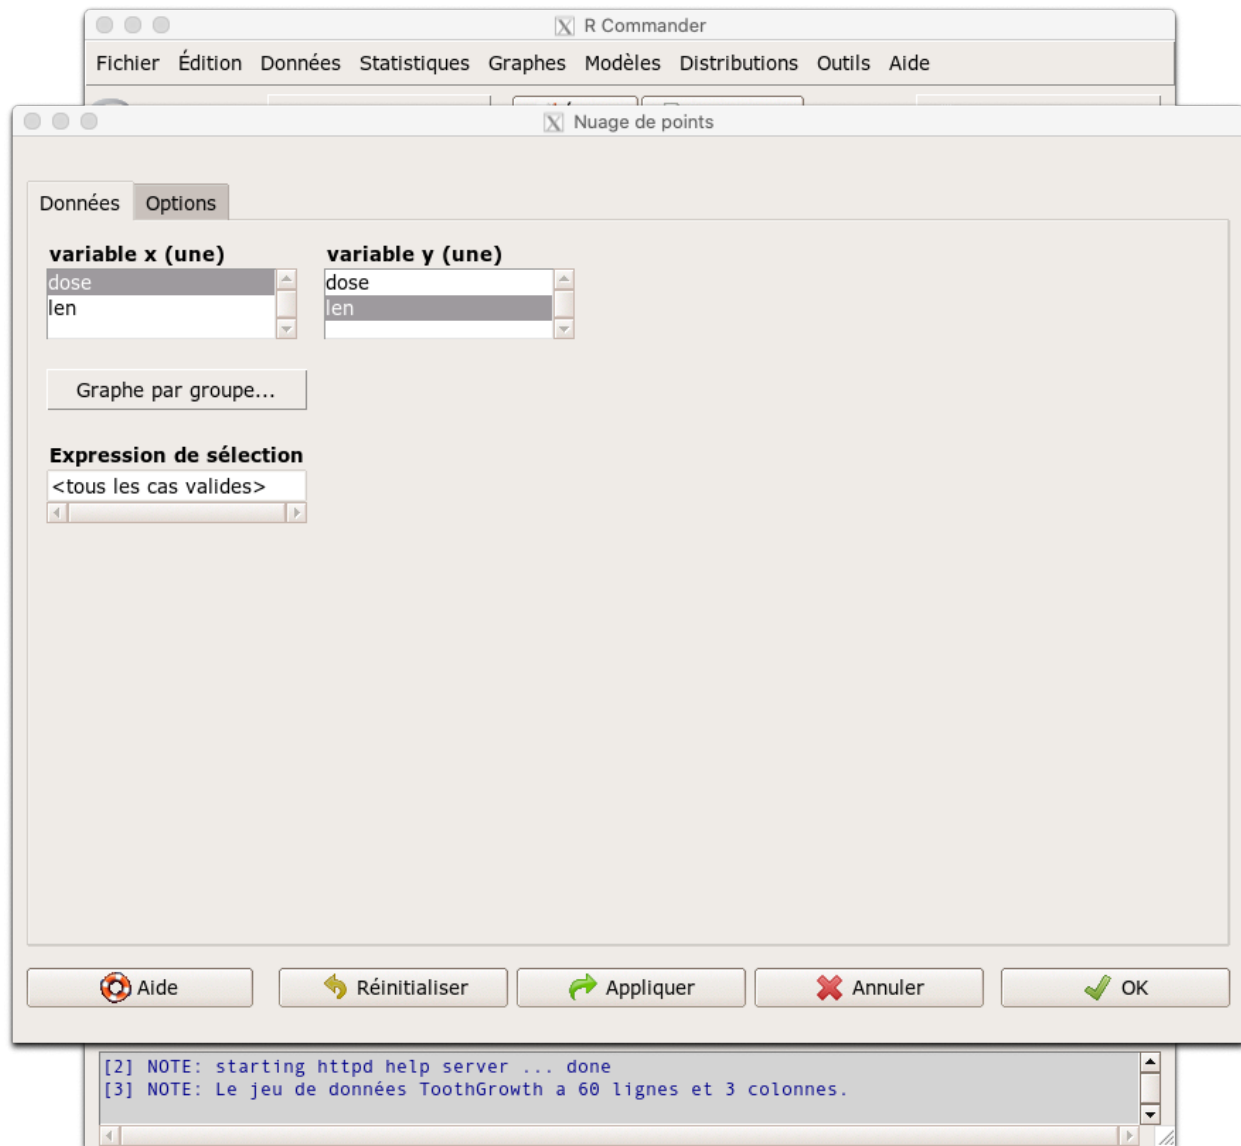 R Commander
Fichier Édition Données Statistiques Graphes Modèles Distributions Outils Aide
Nuage de points
Données Options
variable x (une) variable y (une)
dose dose
len len
Graphe par groupe...
Expression de sélection
<tous les cas valides>
Aide Réinitialiser Appliquer Annuler OK
[2] NOTE: starting httpd help server ... done
[3] NOTE: Le jeu de données ToothGrowth a 60 lignes et 3 colonnes.